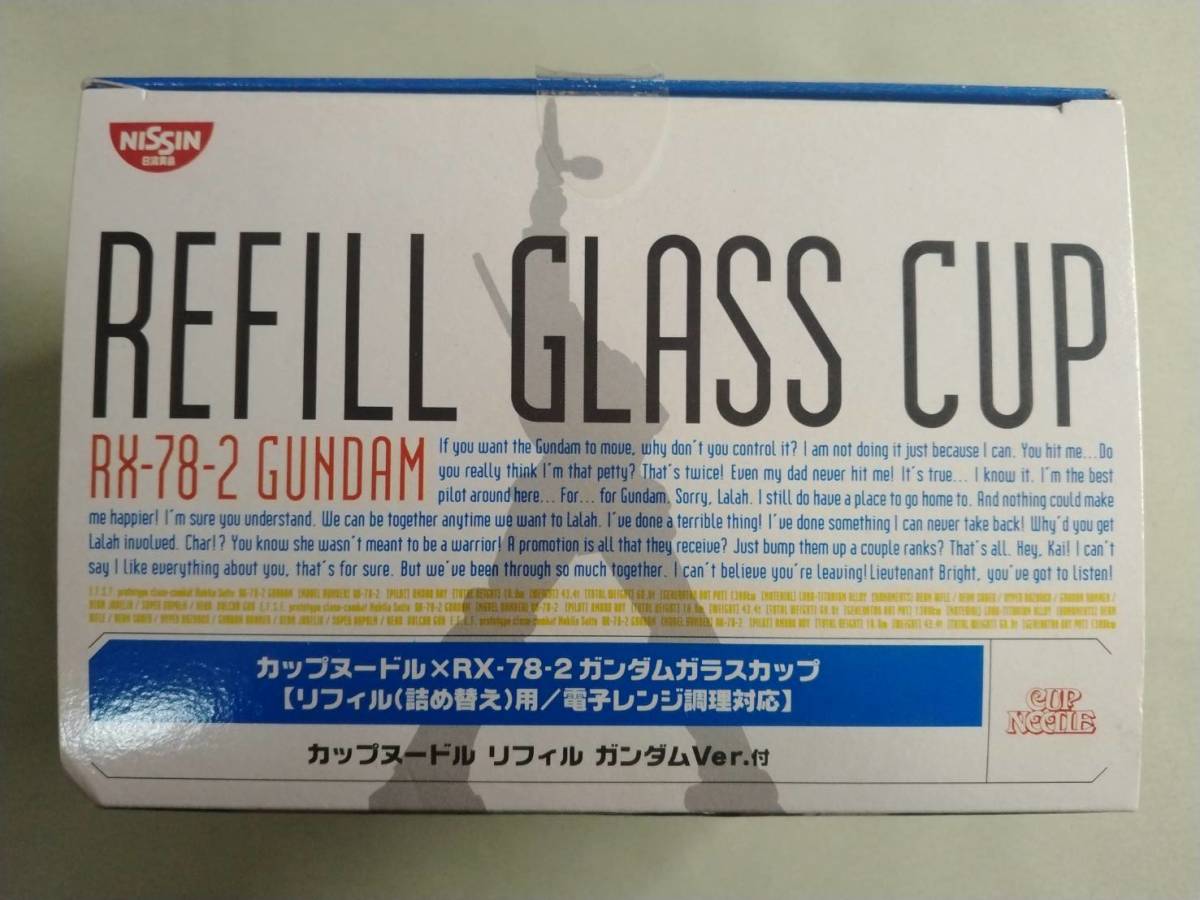 NISSIN
日清食品
REFILL GLASS CUP
RX-78-2 GUNDAM
If you want the Gundam to move, why don't you control it? I am not doing it just because I can. You hit me...Do
you really think I'm that petty? That's twice! Even my dad never hit me! It's true... I know it. I'm the best
pilot around here... For... for Gundam. Sorry, Lalah. I still do have a place to go home to. And nothing could make
me happier! I'm sure you understand. We can be together anytime we want to Lalah. I've done a terrible thing! I've done something I can never take back! Why'd you get
Lalah involved. Char!? You know she wasn't meant to be a warrior! A promotion is all that they receive? Just bump them up a couple ranks? That's all. Hey, Kai! I can't
say I like everything about you, that's for sure. But we've been through so much together. I can't believe you're leaving! Lieutenant Bright, you've got to listen!
カップヌードル×RX-78-2ガンダムガラスカップ
【リフィル(詰め替え)用/電子レンジ調理対応】
カップヌードル リフィル ガンダムVer.付
CUP
NOODLE